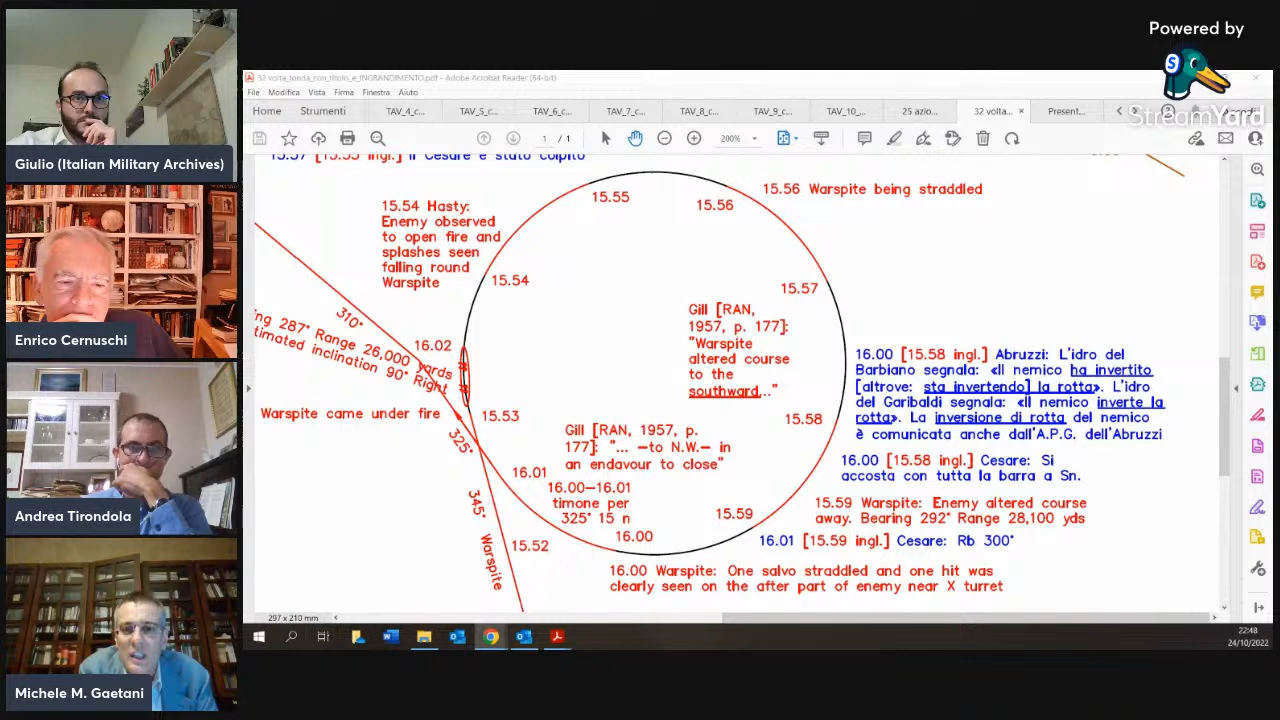 Powered by
StreamYard
Giulio (Italian Military Archives)
Enrico Cernuschi
Andrea Tirondola
Michele M. Gaetani
32 volta_tonda_con_titolo_e_INGRANDIMENTO.pdf - Adobe Acrobat Reader (64-bit)
File Modifica Vista Firma Finestra Aiuto
Home Strumenti TAV_4_c... TAV_5_c... TAV_6_c... TAV_7_c... TAV_8_c... TAV_9_c... TAV_10_... 25 azio... 32 volta... × Present...
1 / 1 200%
15.57 [15.55 ingl.] Il Cesare è stato colpito
15.54 Hasty:
Enemy observed
to open fire and
splashes seen
falling round
Warspite
15.55
15.56
15.56 Warspite being straddled
15.54
15.57
310°
ng 287° Range 26,000 yards
timated inclination 90° Right
16.02
Gill [RAN,
1957, p. 177]:
"Warspite
altered course
to the
southward..."
16.00 [15.58 ingl.] Abruzzi: L'idro del
Barbiano segnala: «Il nemico ha invertito
[altrove: sta invertendo] la rotta». L'idro
del Garibaldi segnala: «Il nemico inverte la
rotta». La inversione di rotta del nemico
è comunicata anche dall'A.P.G. dell'Abruzzi
Warspite came under fire
15.53
15.58
325°
Gill [RAN, 1957, p.
177]: "... —to N.W.— in
an endavour to close"
16.00 [15.58 ingl.] Cesare: Si
accosta con tutta la barra a Sn.
16.01
16.00—16.01
timone per
325° 15 n
345° Warspite
15.59
15.59 Warspite: Enemy altered course
away. Bearing 292° Range 28,100 yds
15.52
16.00
16.01 [15.59 ingl.] Cesare: Rb 300°
16.00 Warspite: One salvo straddled and one hit was
clearly seen on the after part of enemy near X turret
297 x 210 mm
22:48
24/10/2022